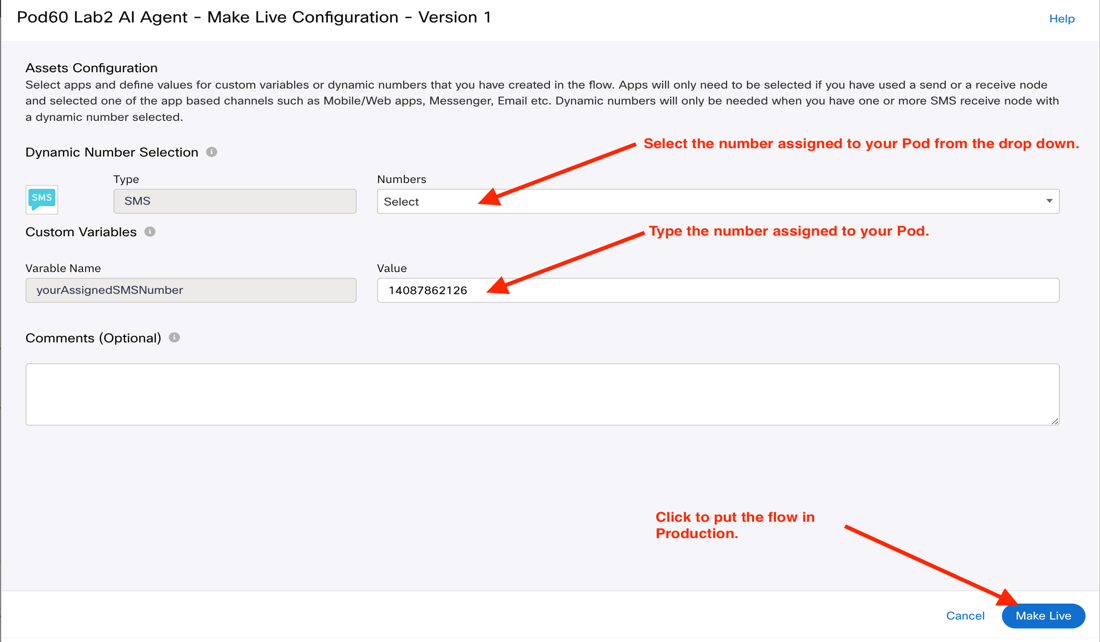 Pod60 Lab2 AI Agent - Make Live Configuration - Version 1
Help
Assets Configuration
Select apps and define values for custom variables or dynamic numbers that you have created in the flow. Apps will only need to be selected if you have used a send or a receive node
and selected one of the app based channels such as Mobile/Web apps, Messenger, Email etc. Dynamic numbers will only be needed when you have one or more SMS receive node with
a dynamic number selected.
Select the number assigned to your Pod from the drop down.
Dynamic Number Selection
Type
Numbers
SMS
SMS
Select
Custom Variables
Type the number assigned to your Pod.
Varable Name
Value
yourAssignedSMSNumber
14087862126
Comments (Optional)
Click to put the flow in
Production.
Cancel
Make Live